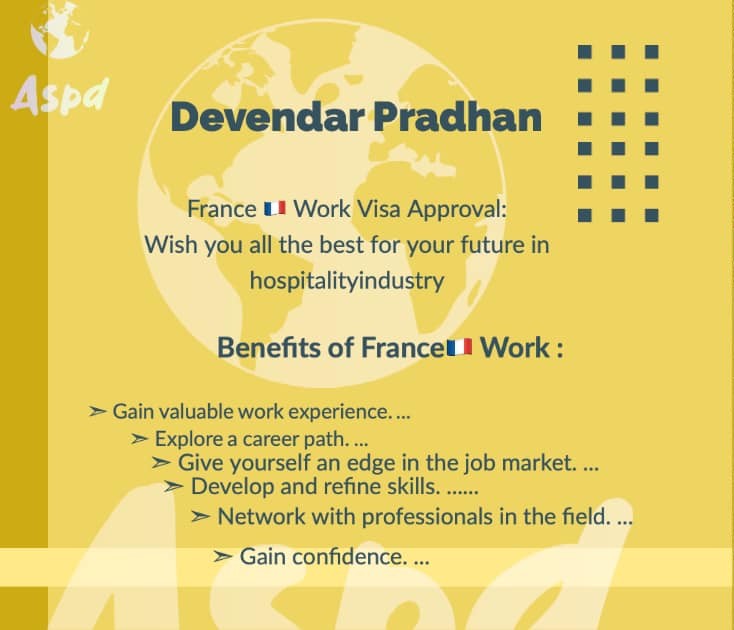 Aspd
Devendar Pradhan
France 🇫🇷 Work Visa Approval:
Wish you all the best for your future in
hospitalityindustry
Benefits of France🇫🇷 Work :
➣ Gain valuable work experience. ...
➣ Explore a career path. ...
➣ Give yourself an edge in the job market. ...
➣ Develop and refine skills. ......
➣ Network with professionals in the field. ...
➣ Gain confidence. ...
Aspd